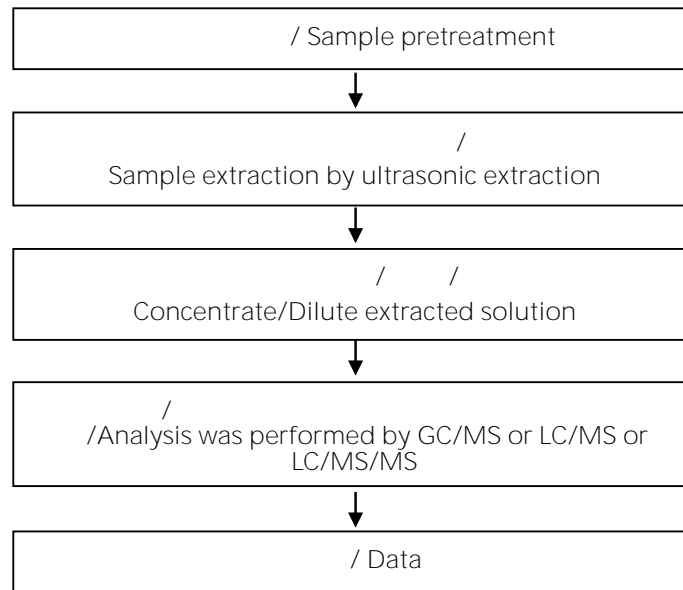 / Sample pretreatment
/
Sample extraction by ultrasonic extraction
/ /
Concentrate/Dilute extracted solution
/
/Analysis was performed by GC/MS or LC/MS or
LC/MS/MS
/ Data